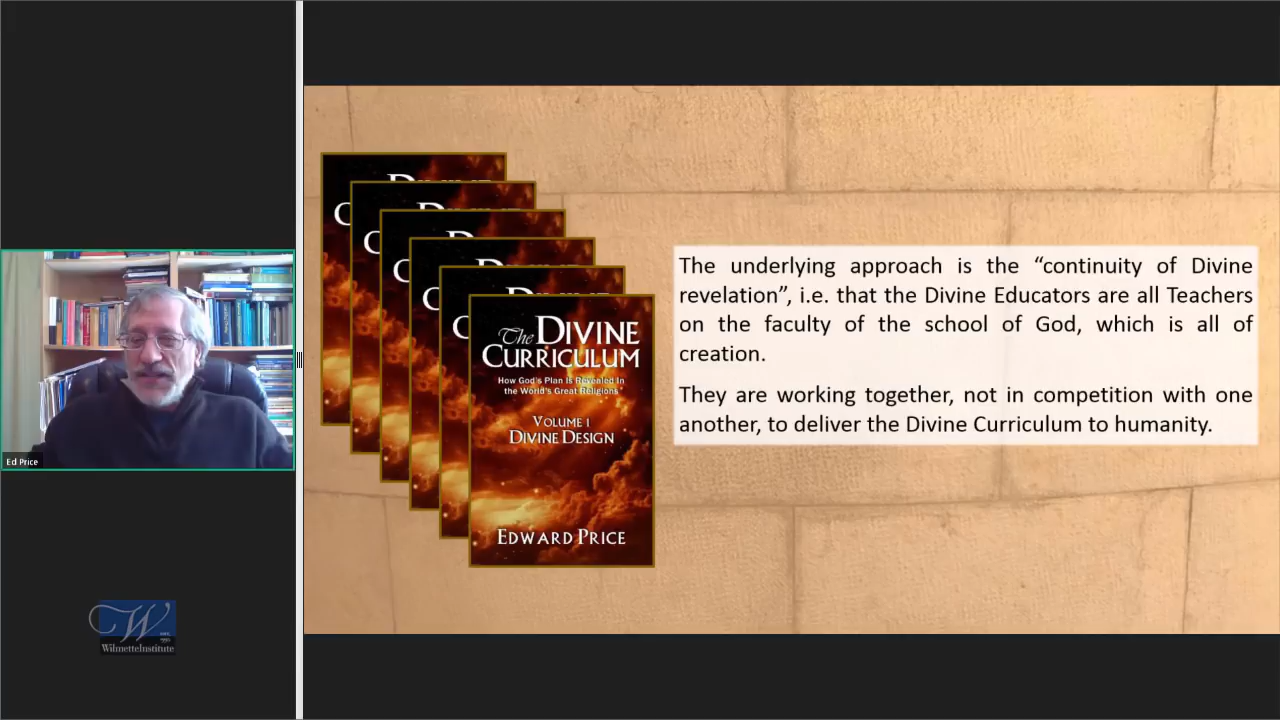 Ed Price
W
WilmetteInstitute
The DIVINE
CURRICULUM
How God's Plan is Revealed in
the World's Great Religions
VOLUME I
DIVINE DESIGN
EDWARD PRICE
The underlying approach is the “continuity of Divine
revelation”, i.e. that the Divine Educators are all Teachers
on the faculty of the school of God, which is all of
creation.
They are working together, not in competition with one
another, to deliver the Divine Curriculum to humanity.